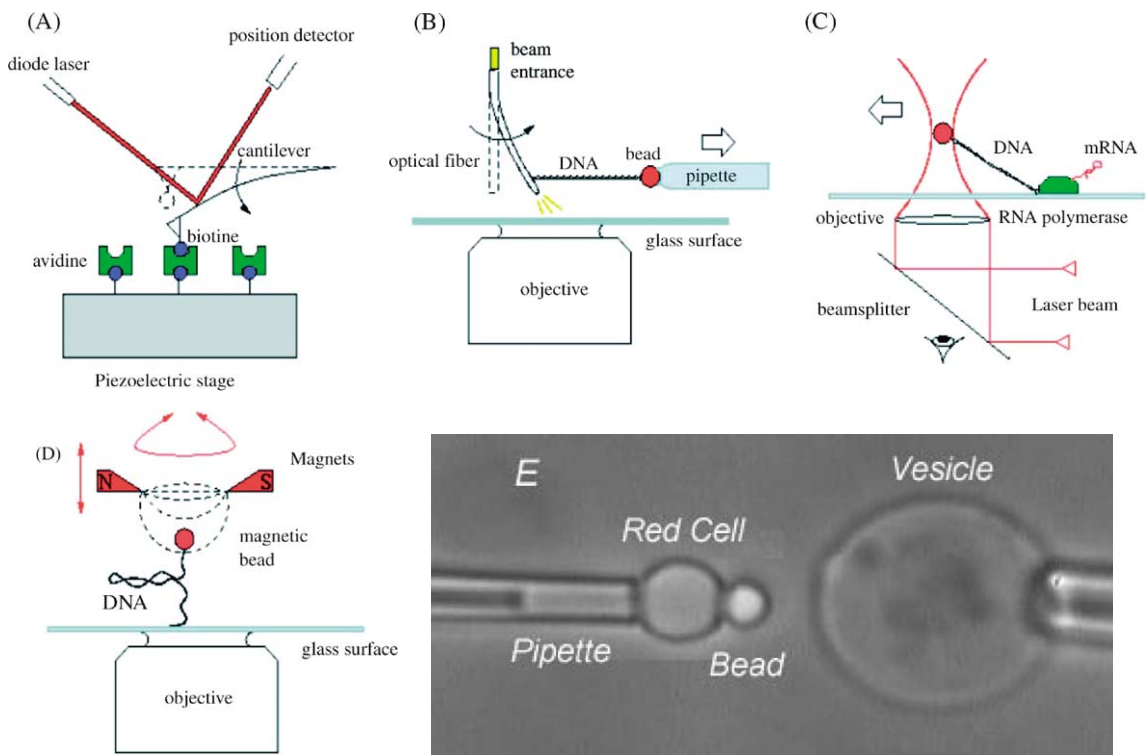 (A)
position detector
diode laser
cantilever
biotine
avidine
Piezoelectric stage
(B)
beam
entrance
optical fiber
DNA
bead
pipette
glass surface
objective
(C)
DNA
mRNA
objective
RNA polymerase
beamsplitter
Laser beam
(D)
N
S
Magnets
magnetic
bead
DNA
glass surface
objective
E
Vesicle
Red Cell
Pipette
Bead